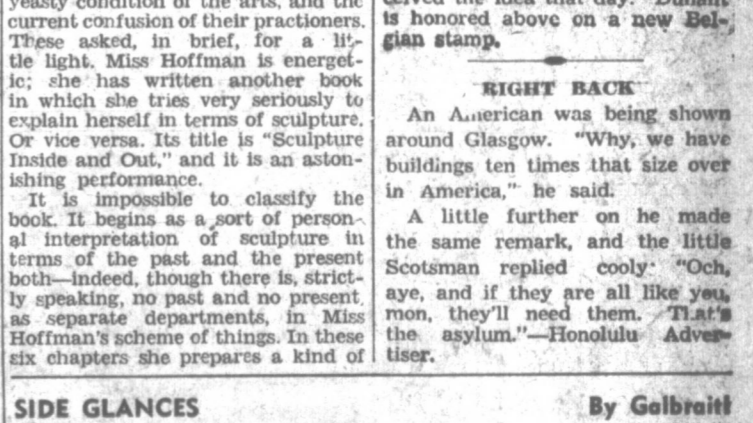 yeasty condition of the arts, and the
current confusion of their practioners.
These asked, in brief, for a lit-
tle light. Miss Hoffman is energet-
ic; she has written another book
in which she tries very seriously to
explain herself in terms of sculpture.
Or vice versa. Its title is “Sculpture
Inside and Out,” and it is an aston-
ishing performance.
It is impossible to classify the
book. It begins as a sort of person-
al interpretation of sculpture in
terms of the past and the present
both—indeed, though there is, strict-
ly speaking, no past and no present
as separate departments, in Miss
Hoffman's scheme of things. In these
six chapters she prepares a kind of
is honored above on a new Bel-
gian stamp.
RIGHT BACK
An American was being shown
around Glasgow. “Why, we have
buildings ten times that size over
in America,” he said.
A little further on he made
the same remark, and the little
Scotsman replied cooly “Och,
aye, and if they are all like you,
mon, they'll need them. That's
the asylum.”—Honolulu Adver-
tiser.
SIDE GLANCES
By Galbraith